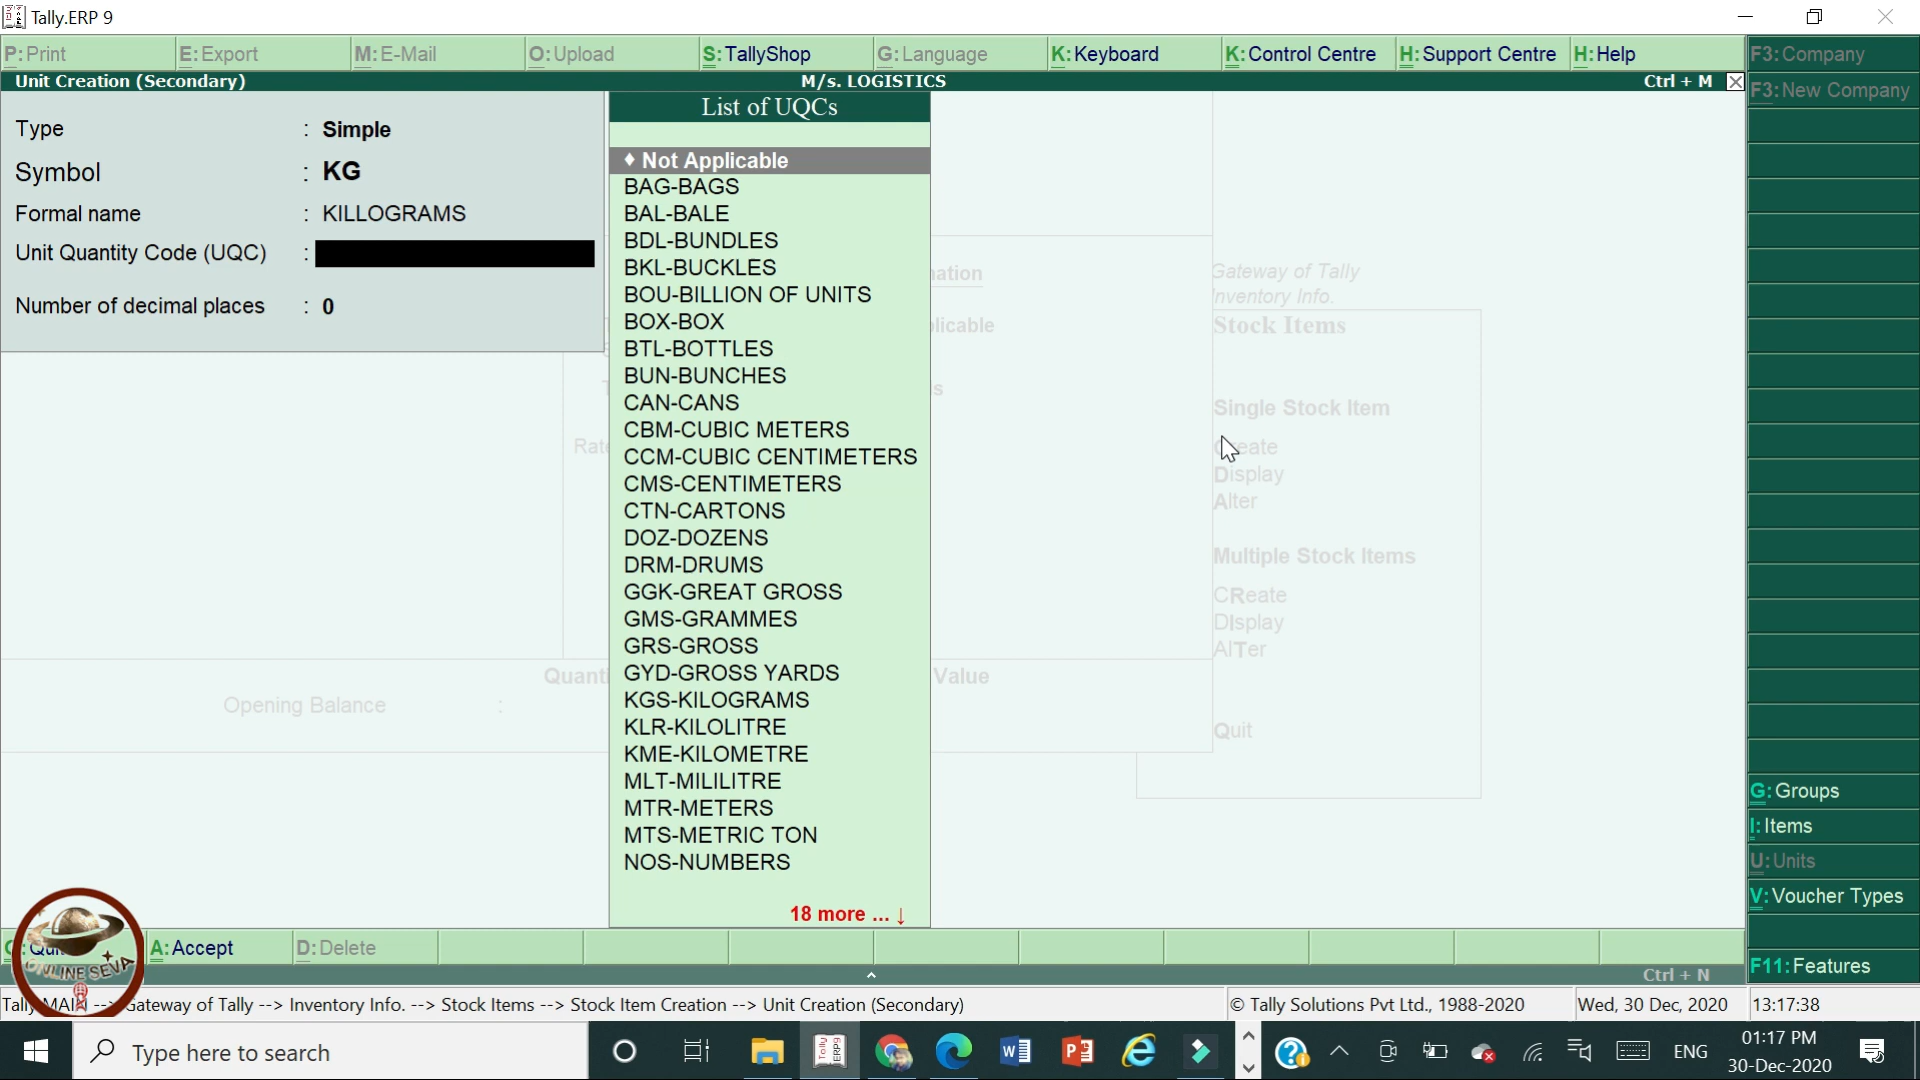 Tally.ERP 9
P: Print
E: Export
M: E-Mail
O: Upload
S: TallyShop
G: Language
K: Keyboard
K: Control Centre
H: Support Centre
H: Help
F3: Company
Unit Creation (Secondary)
M/s. LOGISTICS
Ctrl + M
F3: New Company
Type : Simple
Symbol : KG
Formal name : KILLOGRAMS
Unit Quantity Code (UQC) :
Number of decimal places : 0
List of UQCs
♦ Not Applicable
BAG-BAGS
BAL-BALE
BDL-BUNDLES
BKL-BUCKLES
BOU-BILLION OF UNITS
BOX-BOX
BTL-BOTTLES
BUN-BUNCHES
CAN-CANS
CBM-CUBIC METERS
CCM-CUBIC CENTIMETERS
CMS-CENTIMETERS
CTN-CARTONS
DOZ-DOZENS
DRM-DRUMS
GGK-GREAT GROSS
GMS-GRAMMES
GRS-GROSS
GYD-GROSS YARDS
KGS-KILOGRAMS
KLR-KILOLITRE
KME-KILOMETRE
MLT-MILILITRE
MTR-METERS
MTS-METRIC TON
NOS-NUMBERS
18 more ... ↓
Gateway of Tally
Inventory Info.
Stock Items
Single Stock Item
Create
Display
Alter
Multiple Stock Items
CReate
DIsplay
AlTer
Quit
Value
Opening Balance :
G: Groups
I: Items
U: Units
V: Voucher Types
F11: Features
A: Accept
D: Delete
Ctrl + N
ONLINE SEVA
Gateway of Tally --> Inventory Info. --> Stock Items --> Stock Item Creation --> Unit Creation (Secondary)
© Tally Solutions Pvt Ltd., 1988-2020
Wed, 30 Dec, 2020
13:17:38
Type here to search
ENG
01:17 PM
30-Dec-2020